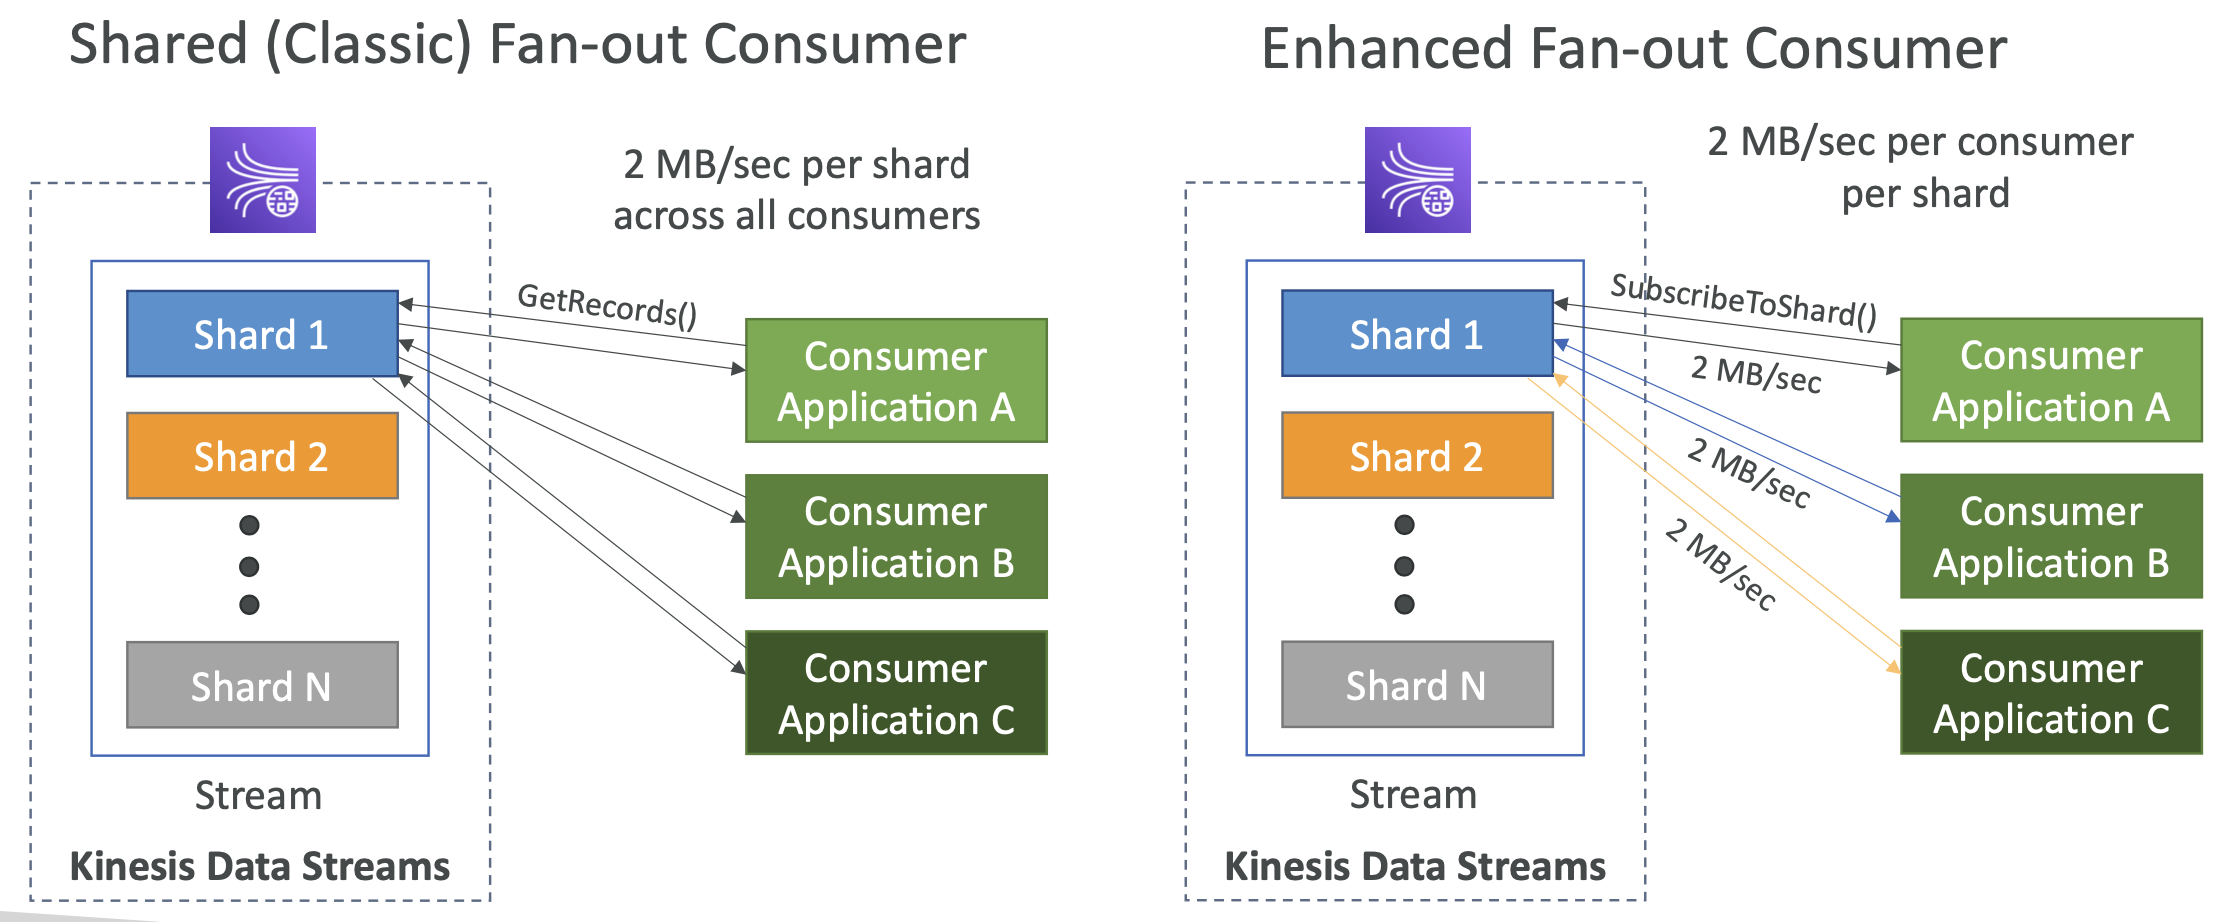 Shared (Classic) Fan-out Consumer
2 MB/sec per shard
across all consumers
GetRecords()
Shard 1
Shard 2
Shard N
Stream
Kinesis Data Streams
Consumer
Application A
Consumer
Application B
Consumer
Application C
Enhanced Fan-out Consumer
2 MB/sec per consumer
per shard
SubscribeToShard()
2 MB/sec
2 MB/sec
2 MB/sec
Shard 1
Shard 2
Shard N
Stream
Kinesis Data Streams
Consumer
Application A
Consumer
Application B
Consumer
Application C